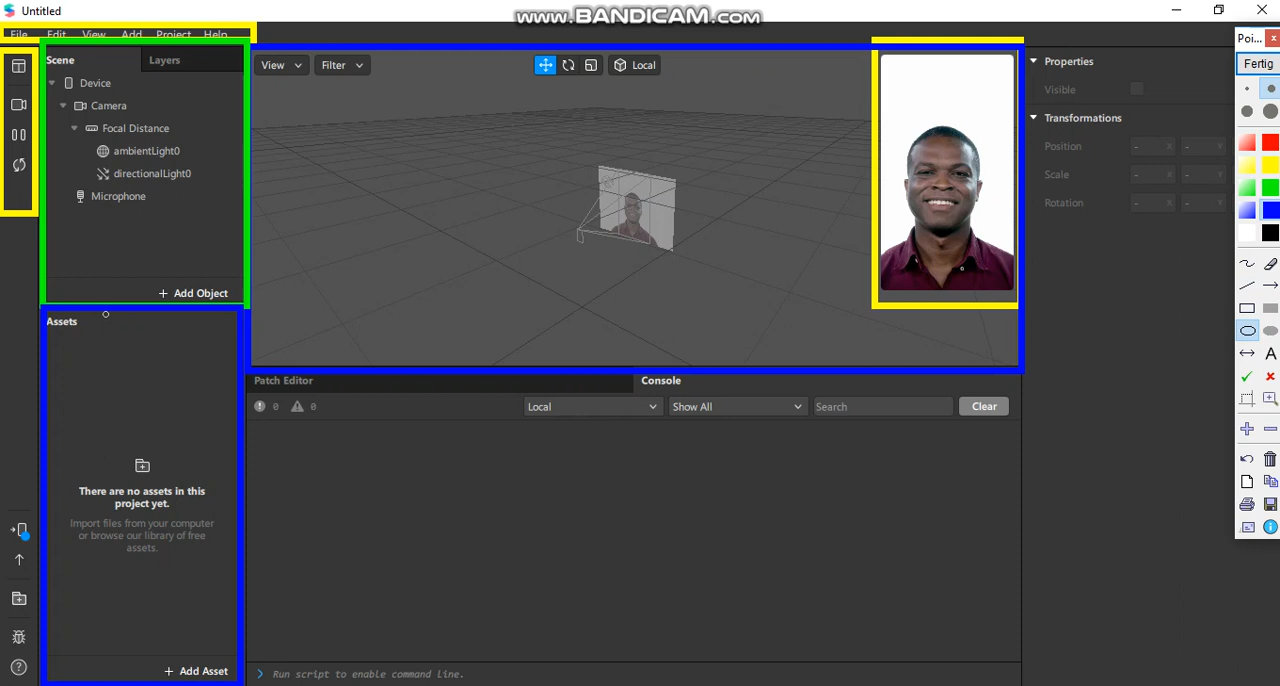 Untitled
www.BANDICAM.com
File Edit View Add Project Help
Poi...
Fertig
Scene Layers
Device
Camera
Focal Distance
ambientLight0
directionalLight0
Microphone
+ Add Object
View Filter Local
Properties
Visible
Transformations
Position - X - Y
Scale - X - Y
Rotation - X - Y
A
Assets
There are no assets in this
project yet.
Import files from your computer
or browse our library of free
assets.
+ Add Asset
Patch Editor Console
0 0 Local Show All Search Clear
Run script to enable command line.